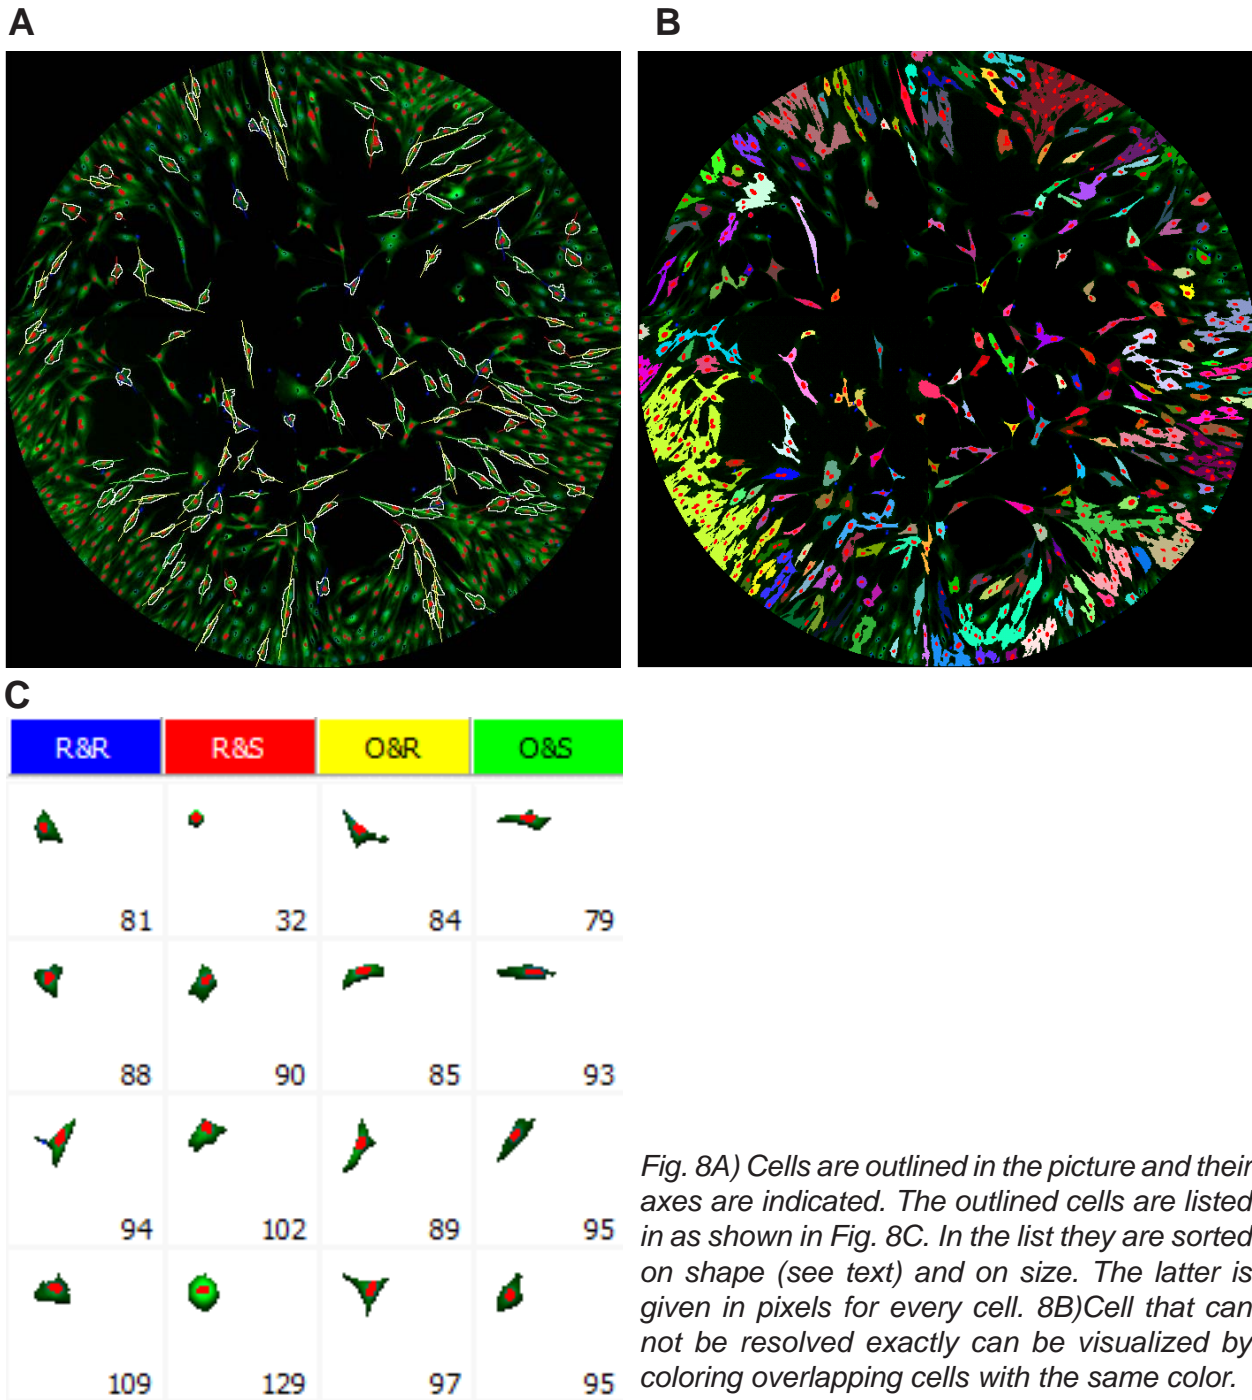 A
B
C
R&R R&S O&R O&S
81 32 84 79
88 90 85 93
94 102 89 95
109 129 97 95
Fig. 8A) Cells are outlined in the picture and their
axes are indicated. The outlined cells are listed
in as shown in Fig. 8C. In the list they are sorted
on shape (see text) and on size. The latter is
given in pixels for every cell. 8B)Cell that can
not be resolved exactly can be visualized by
coloring overlapping cells with the same color.